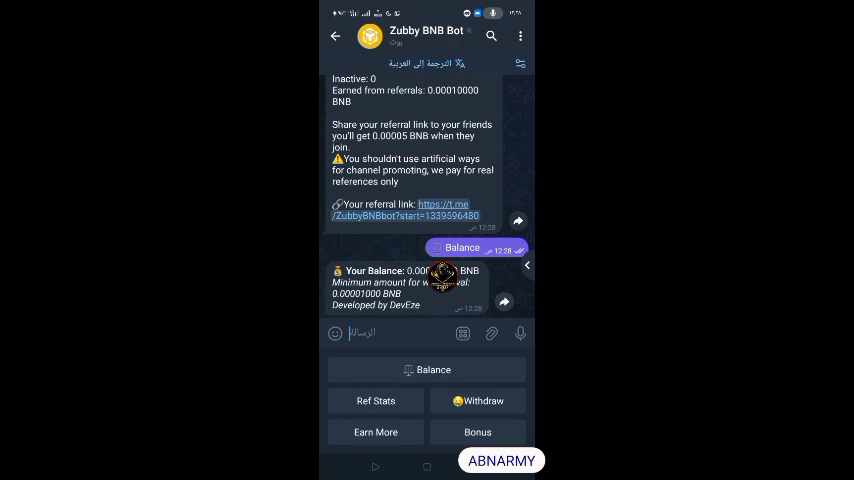 ١٢:٢٨
Zubby BNB Bot
بوت
الترجمة إلى العربية
Inactive: 0
Earned from referrals: 0.00010000
BNB
Share your referral link to your friends
you'll get 0.00005 BNB when they
join.
⚠️You shouldn't use artificial ways
for channel promoting, we pay for real
references only
🔗Your referral link: https://t.me
/ZubbyBNBbot?start=1339596480
12:28 ص
⚖️ Balance
12:28 ص
💰 Your Balance: BNB
Minimum amount for
0.00001000 BNB
Developed by DevEze
12:28 ص
الرسالة
⚖️ Balance
Ref Stats
🤑Withdraw
Earn More
Bonus
ABNARMY